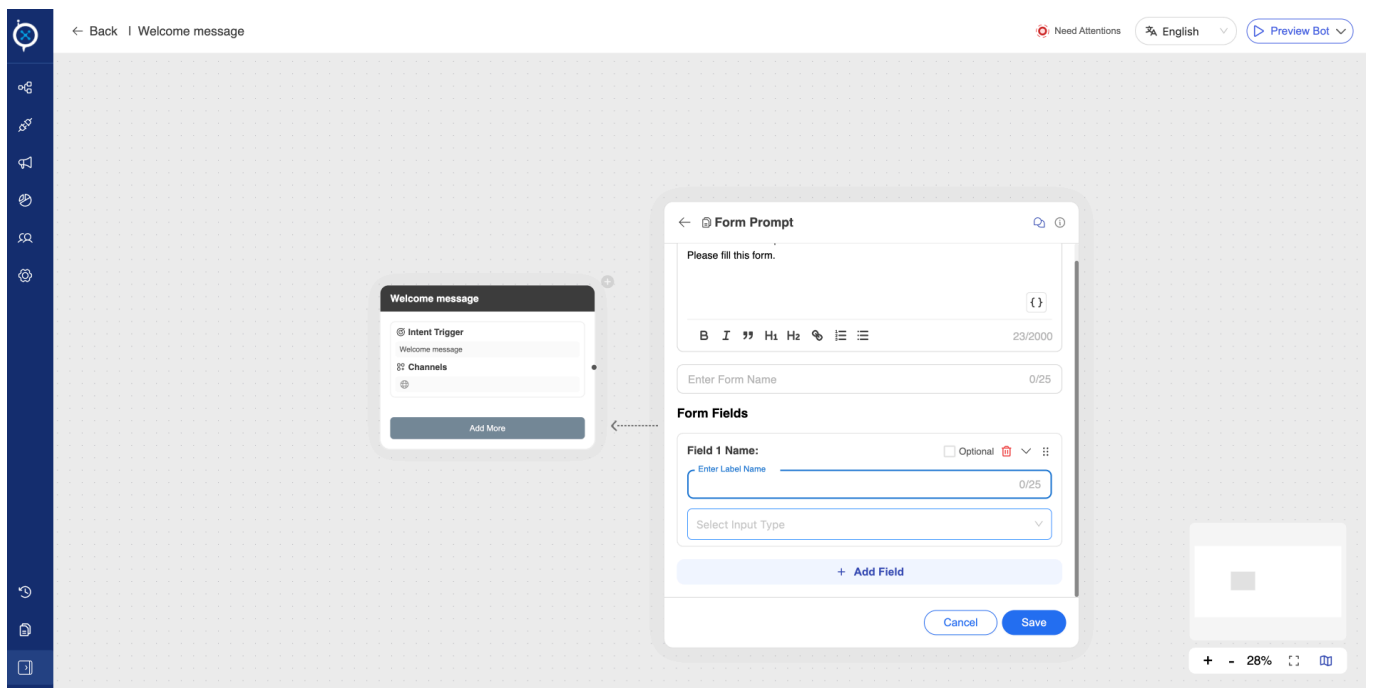 Back | Welcome message
Need Attentions
English
Preview Bot
Form Prompt
Please fill this form.
{ }
B I H1 H2
23/2000
Enter Form Name 0/25
Form Fields
Field 1 Name: Optional
Enter Label Name
0/25
Select Input Type
+ Add Field
Cancel Save
Welcome message
Intent Trigger
Welcome message
Channels
Add More
+ - 28%